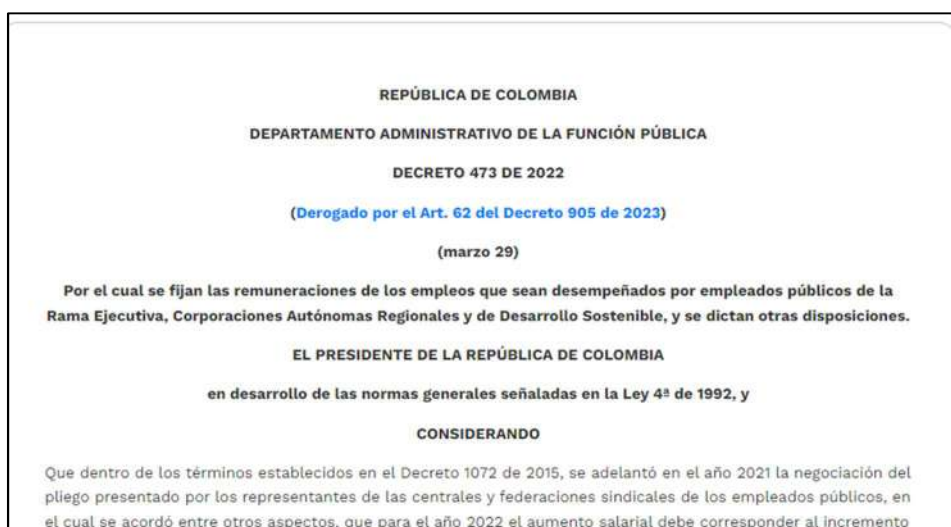 REPÚBLICA DE COLOMBIA
DEPARTAMENTO ADMINISTRATIVO DE LA FUNCIÓN PÚBLICA
DECRETO 473 DE 2022
(Derogado por el Art. 62 del Decreto 905 de 2023)
(marzo 29)
Por el cual se fijan las remuneraciones de los empleos que sean desempeñados por empleados públicos de la
Rama Ejecutiva, Corporaciones Autónomas Regionales y de Desarrollo Sostenible, y se dictan otras disposiciones.
EL PRESIDENTE DE LA REPÚBLICA DE COLOMBIA
en desarrollo de las normas generales señaladas en la Ley 4ª de 1992, y
CONSIDERANDO
Que dentro de los términos establecidos en el Decreto 1072 de 2015, se adelantó en el año 2021 la negociación del
pliego presentado por los representantes de las centrales y federaciones sindicales de los empleados públicos, en
el cual se acordó entre otros aspectos, que para el año 2022 el aumento salarial debe corresponder al incremento